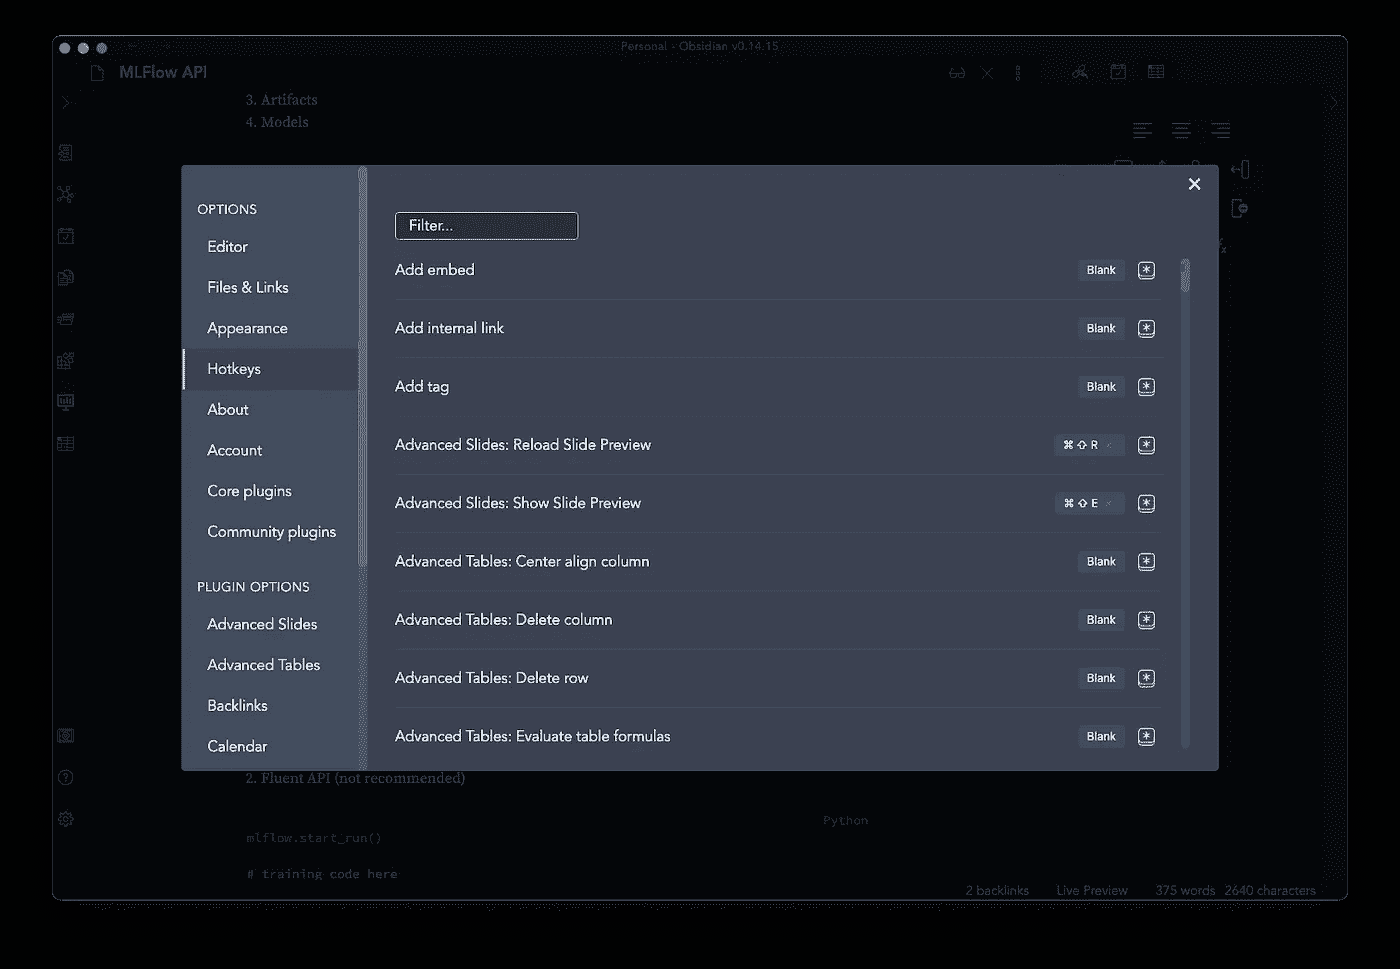 Personal - Obsidian v0.14.15
MLFlow API
3. Artifacts
4. Models
OPTIONS
Editor
Files & Links
Appearance
Hotkeys
About
Account
Core plugins
Community plugins
PLUGIN OPTIONS
Advanced Slides
Advanced Tables
Backlinks
Calendar
Filter...
Add embed Blank
Add internal link Blank
Add tag Blank
Advanced Slides: Reload Slide Preview ⌘ ⇧ R ×
Advanced Slides: Show Slide Preview ⌘ ⇧ E ×
Advanced Tables: Center align column Blank
Advanced Tables: Delete column Blank
Advanced Tables: Delete row Blank
Advanced Tables: Evaluate table formulas Blank
2. Fluent API (not recommended)
Python
mlflow.start_run()
# training code here
2 backlinks Live Preview 375 words 2640 characters